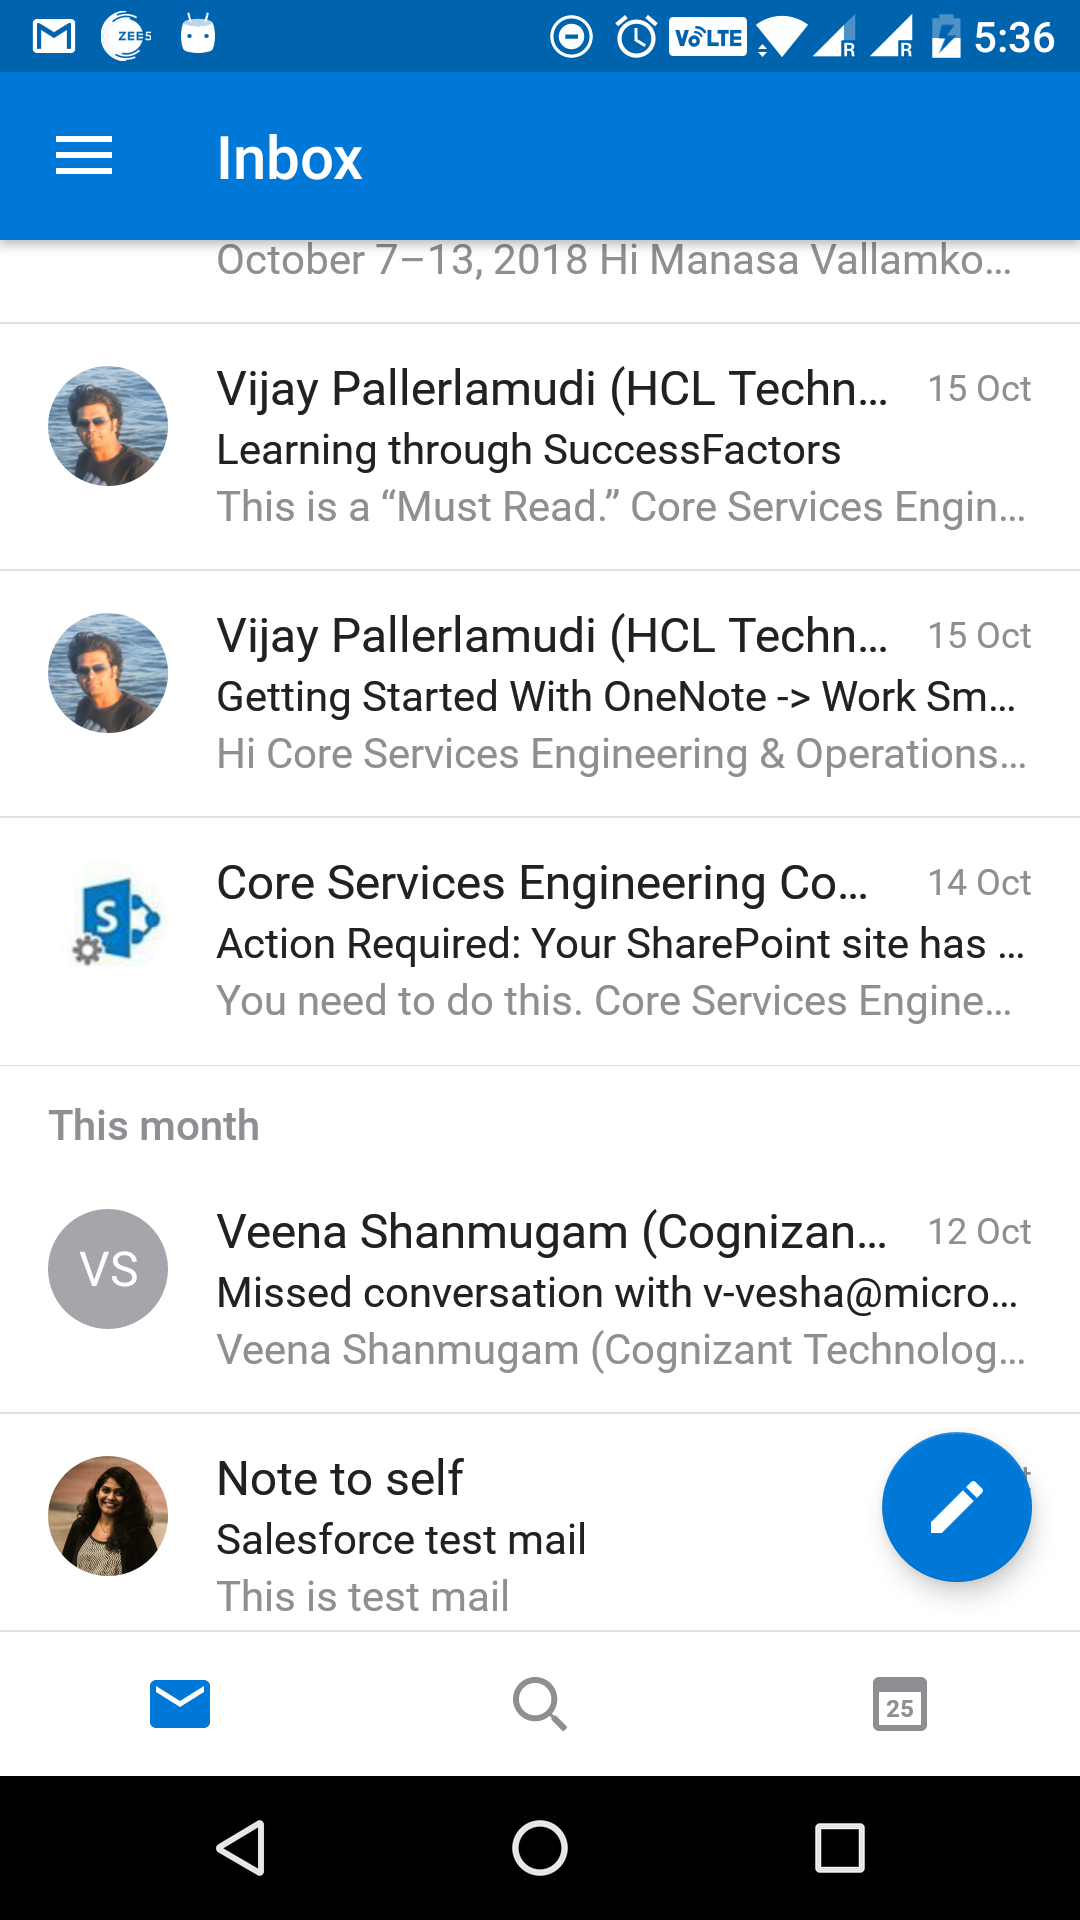 ZEE5
VoLTE
R
R
5:36
Inbox
October 7–13, 2018 Hi Manasa Vallamko...
Vijay Pallerlamudi (HCL Techn... 15 Oct
Learning through SuccessFactors
This is a “Must Read.” Core Services Engin...
Vijay Pallerlamudi (HCL Techn... 15 Oct
Getting Started With OneNote -> Work Sm...
Hi Core Services Engineering & Operations...
S
Core Services Engineering Co... 14 Oct
Action Required: Your SharePoint site has ...
You need to do this. Core Services Engine...
This month
VS
Veena Shanmugam (Cognizan... 12 Oct
Missed conversation with v-vesha@micro...
Veena Shanmugam (Cognizant Technolog...
Note to self
Salesforce test mail
This is test mail
25